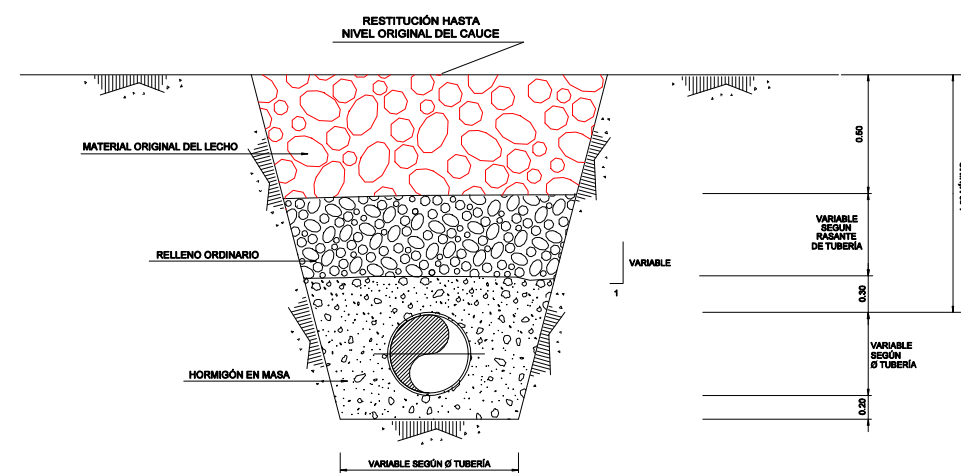 RESTITUCIÓN HASTA
NIVEL ORIGINAL DEL CAUCE
MATERIAL ORIGINAL DEL LECHO
0.50
VARIABLE
SEGUN
RASANTE
DE TUBERÍA
RELLENO ORDINARIO
VARIABLE
1
0.30
VARIABLE
SEGÚN
Ø TUBERÍA
HORMIGÓN EN MASA
0.20
VARIABLE SEGÚN Ø TUBERÍA